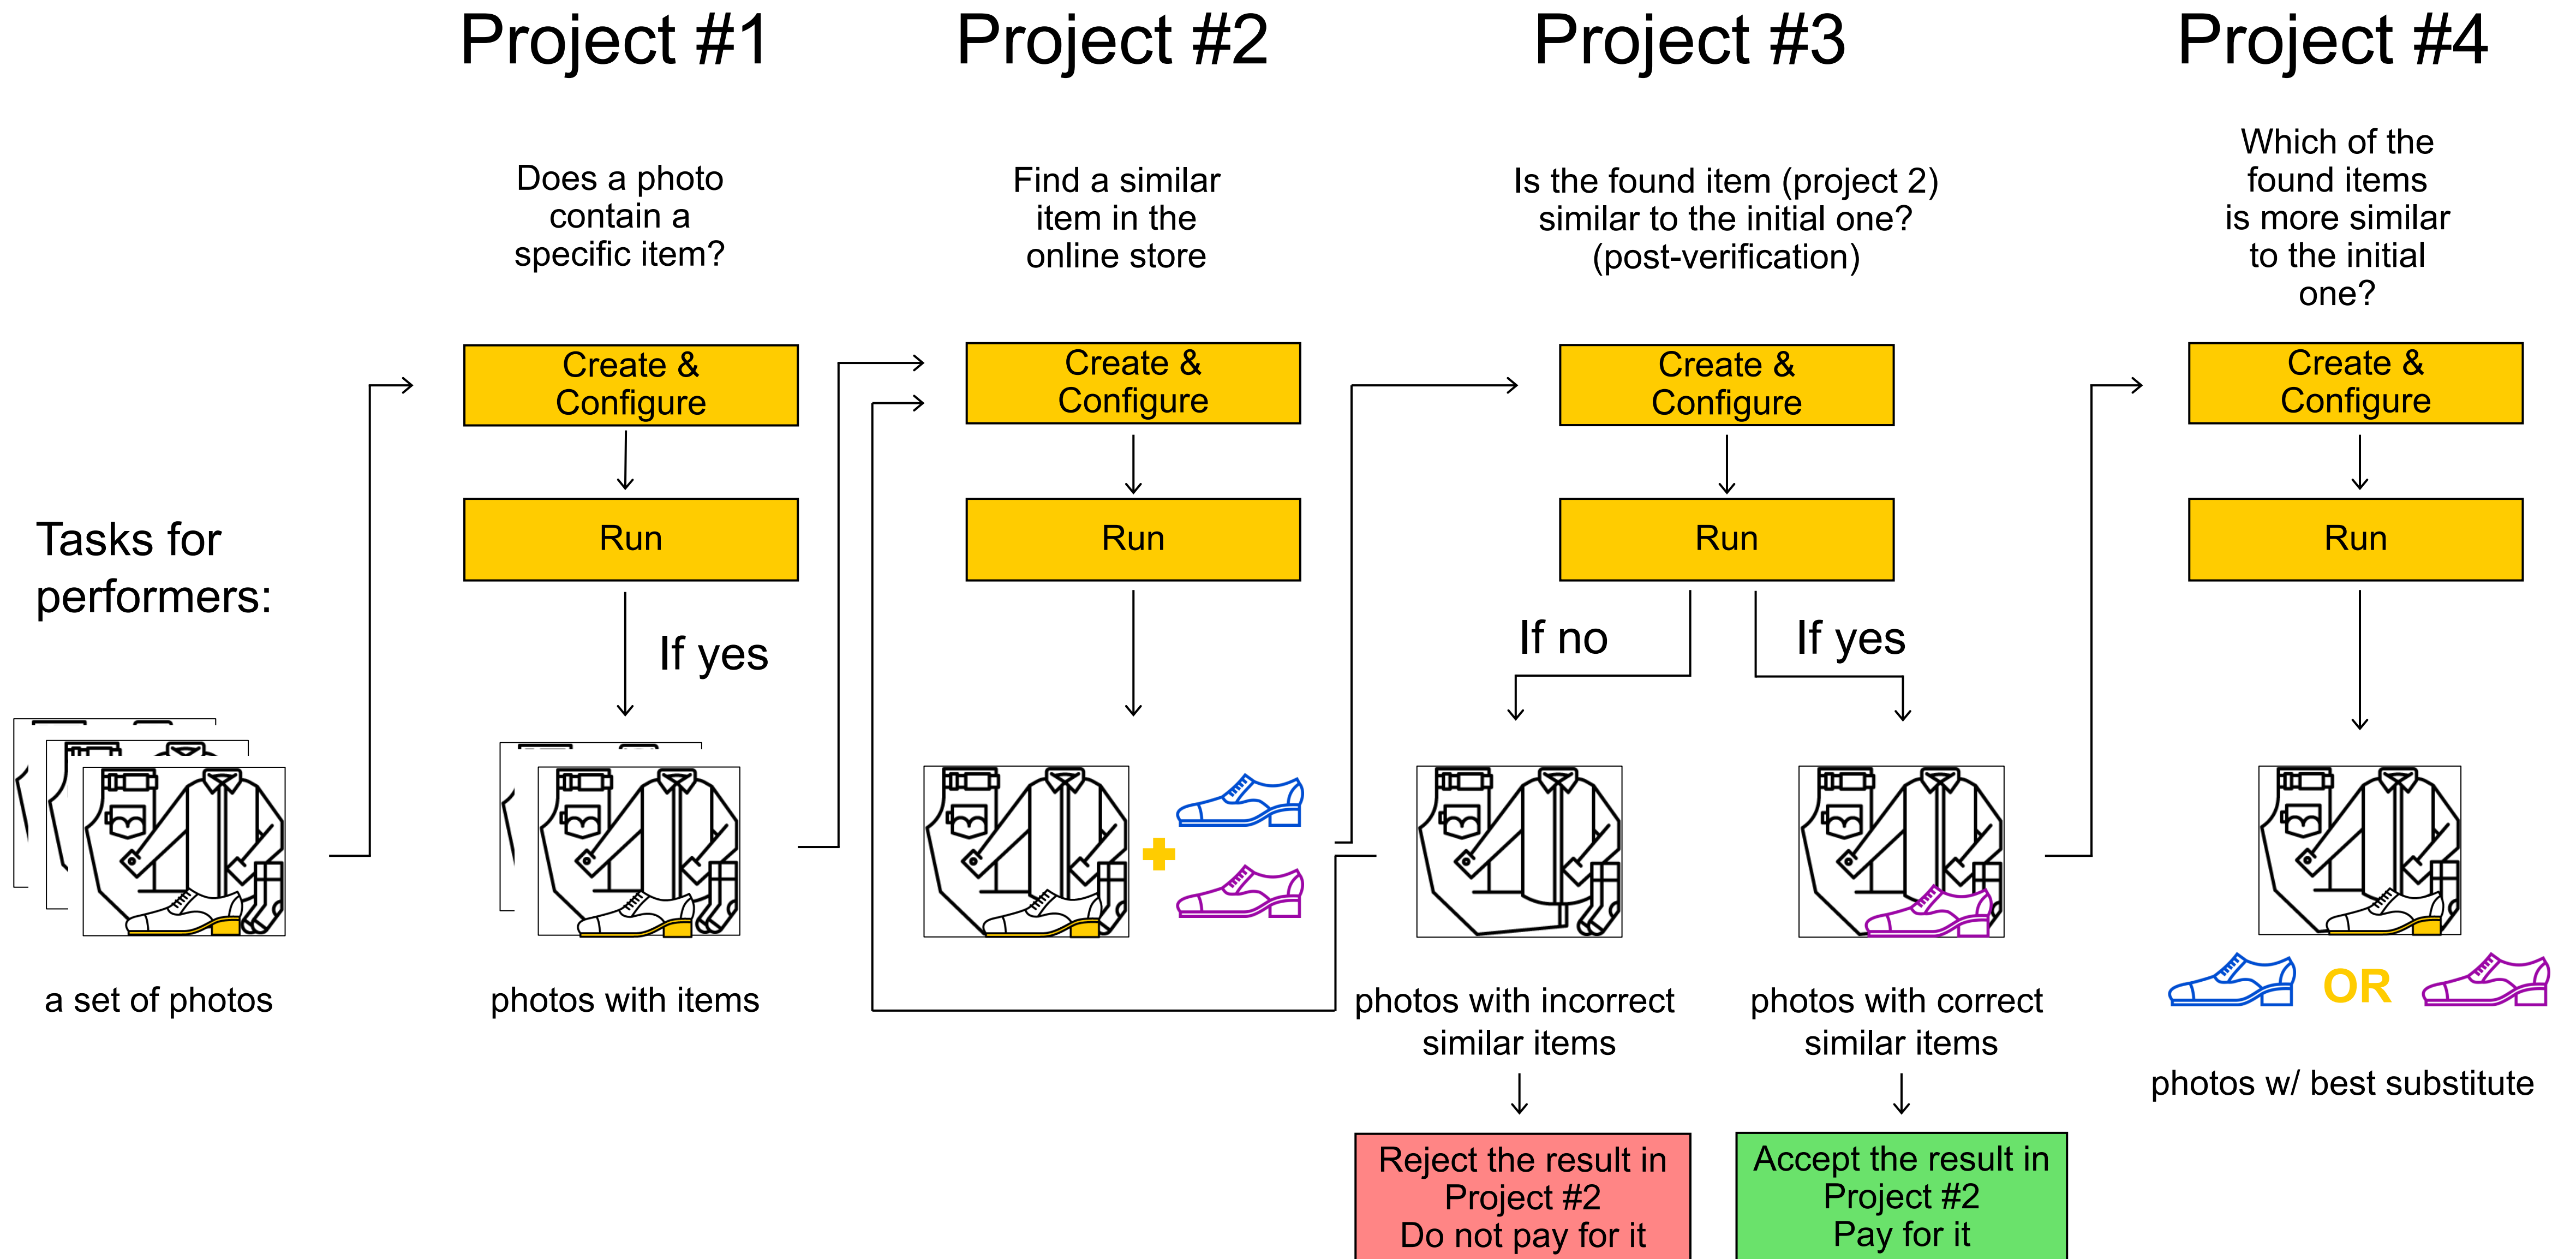 Project #1
Project #2
Project #3
Project #4
Does a photo
contain a
specific item?
Find a similar
item in the
online store
Is the found item (project 2)
similar to the initial one?
(post-verification)
Which of the
found items
is more similar
to the initial
one?
Create &
Configure
Create &
Configure
Create &
Configure
Create &
Configure
Run
Run
Run
Run
Tasks for
performers:
If yes
If no
If yes
a set of photos
photos with items
photos with incorrect
similar items
photos with correct
similar items
OR
photos w/ best substitute
Reject the result in
Project #2
Do not pay for it
Accept the result in
Project #2
Pay for it